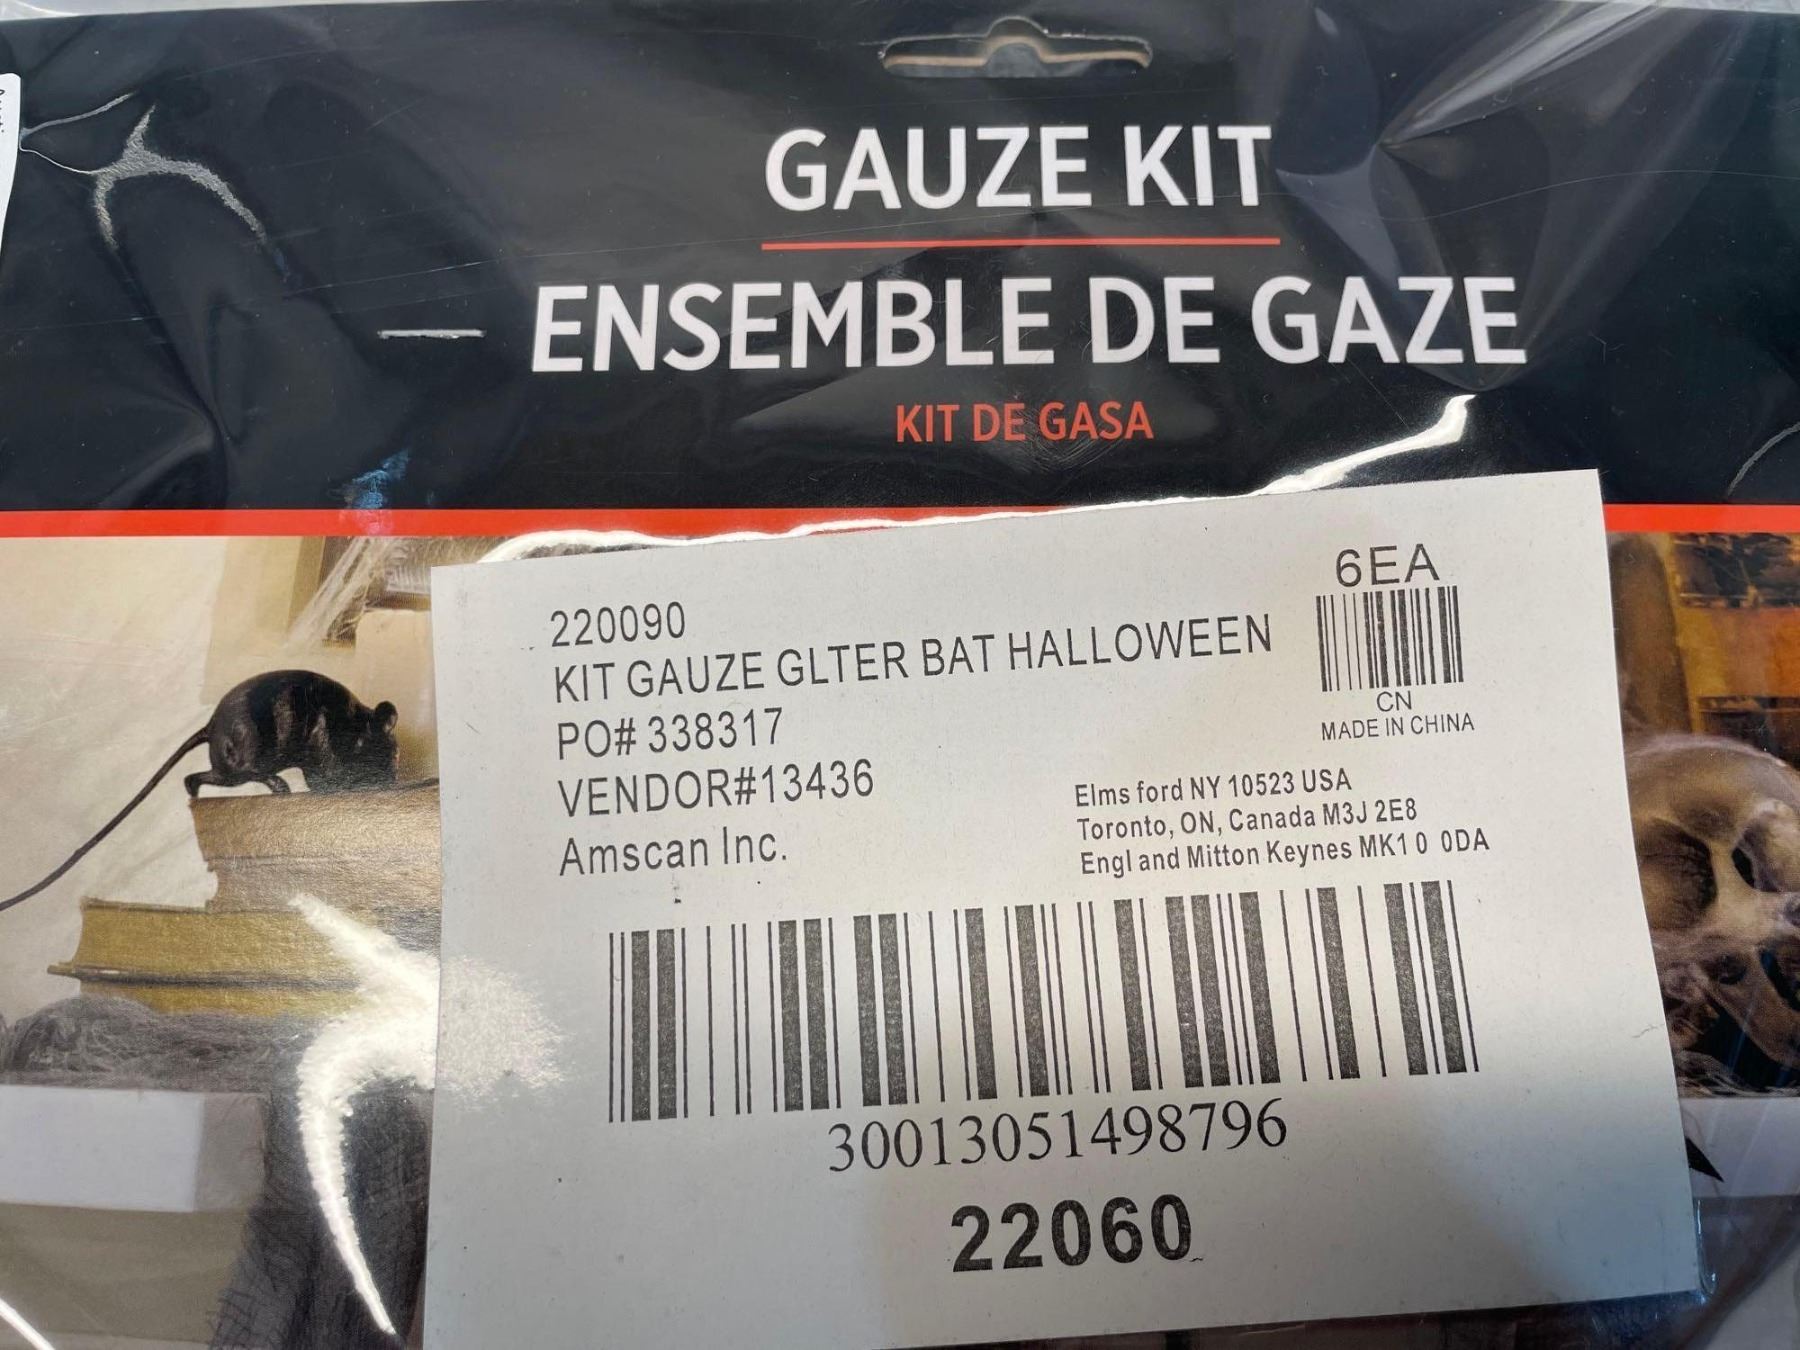 GAUZE KIT
ENSEMBLE DE GAZE
KIT DE GASA
220090
KIT GAUZE GLTER BAT HALLOWEEN
PO# 338317
VENDOR#13436
Amscan Inc.
6EA
CN
MADE IN CHINA
Elms ford NY 10523 USA
Toronto, ON, Canada M3J 2E8
Engl and Mitton Keynes MK1 0 0DA
30013051498796
22060